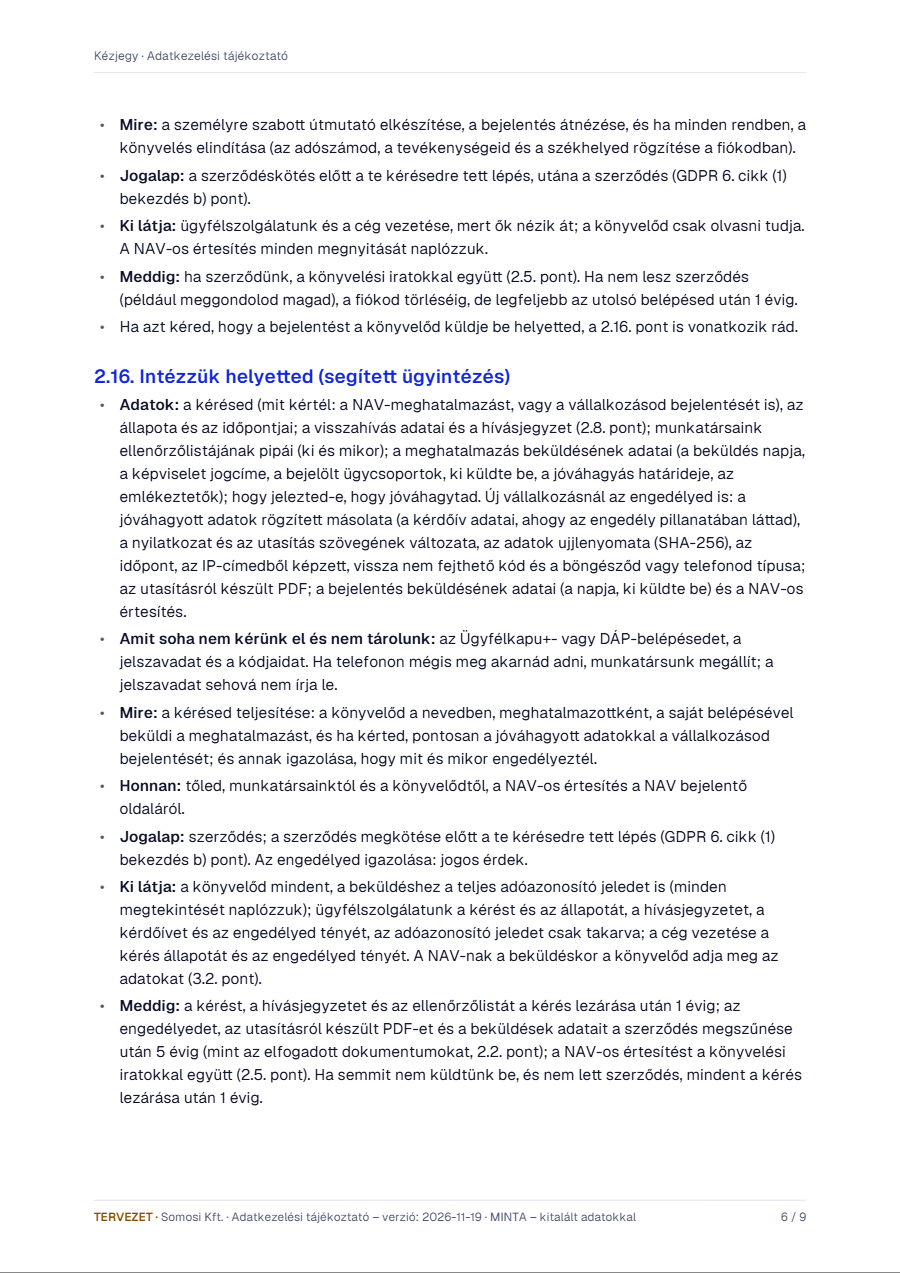 Kézjegy · Adatkezelési tájékoztató
• Mire: a személyre szabott útmutató elkészítése, a bejelentés átnézése, és ha minden rendben, a
könyvelés elindítása (az adószámod, a tevékenységeid és a székhelyed rögzítése a fiókodban).
• Jogalap: a szerződéskötés előtt a te kérésedre tett lépés, utána a szerződés (GDPR 6. cikk (1)
bekezdés b) pont).
• Ki látja: ügyfélszolgálatunk és a cég vezetése, mert ők nézik át; a könyvelőd csak olvasni tudja.
A NAV-os értesítés minden megnyitását naplózzuk.
• Meddig: ha szerződünk, a könyvelési iratokkal együtt (2.5. pont). Ha nem lesz szerződés
(például meggondolod magad), a fiókod törléséig, de legfeljebb az utolsó belépésed után 1 évig.
• Ha azt kéred, hogy a bejelentést a könyvelőd küldje be helyetted, a 2.16. pont is vonatkozik rád.
2.16. Intézzük helyetted (segített ügyintézés)
• Adatok: a kérésed (mit kértél: a NAV-meghatalmazást, vagy a vállalkozásod bejelentését is), az
állapota és az időpontjai; a visszahívás adatai és a hívásjegyzet (2.8. pont); munkatársaink
ellenőrzőlistájának pipái (ki és mikor); a meghatalmazás beküldésének adatai (a beküldés napja,
a képviselet jogcíme, a bejelölt ügycsoportok, ki küldte be, a jóváhagyás határideje, az
emlékeztetők); hogy jelezted-e, hogy jóváhagytad. Új vállalkozásnál az engedélyed is: a
jóváhagyott adatok rögzített másolata (a kérdőív adatai, ahogy az engedély pillanatában láttad),
a nyilatkozat és az utasítás szövegének változata, az adatok ujjlenyomata (SHA-256), az
időpont, az IP-címedből képzett, vissza nem fejthető kód és a böngésződ vagy telefonod típusa;
az utasításról készült PDF; a bejelentés beküldésének adatai (a napja, ki küldte be) és a NAV-os
értesítés.
• Amit soha nem kérünk el és nem tárolunk: az Ügyfélkapu+- vagy DÁP-belépésedet, a
jelszavadat és a kódjaidat. Ha telefonon mégis meg akarnád adni, munkatársunk megállít; a
jelszavadat sehová nem írja le.
• Mire: a kérésed teljesítése: a könyvelőd a nevedben, meghatalmazottként, a saját belépésével
beküldi a meghatalmazást, és ha kérted, pontosan a jóváhagyott adatokkal a vállalkozásod
bejelentését; és annak igazolása, hogy mit és mikor engedélyeztél.
• Honnan: tőled, munkatársainktól és a könyvelődtől, a NAV-os értesítés a NAV bejelentő
oldaláról.
• Jogalap: szerződés; a szerződés megkötése előtt a te kérésedre tett lépés (GDPR 6. cikk (1)
bekezdés b) pont). Az engedélyed igazolása: jogos érdek.
• Ki látja: a könyvelőd mindent, a beküldéshez a teljes adóazonosító jeledet is (minden
megtekintését naplózzuk); ügyfélszolgálatunk a kérést és az állapotát, a hívásjegyzetet, a
kérdőívet és az engedélyed tényét, az adóazonosító jeledet csak takarva; a cég vezetése a
kérés állapotát és az engedélyed tényét. A NAV-nak a beküldéskor a könyvelőd adja meg az
adatokat (3.2. pont).
• Meddig: a kérést, a hívásjegyzetet és az ellenőrzőlistát a kérés lezárása után 1 évig; az
engedélyedet, az utasításról készült PDF-et és a beküldések adatait a szerződés megszűnése
után 5 évig (mint az elfogadott dokumentumokat, 2.2. pont); a NAV-os értesítést a könyvelési
iratokkal együtt (2.5. pont). Ha semmit nem küldtünk be, és nem lett szerződés, mindent a kérés
lezárása után 1 évig.
TERVEZET · Somosi Kft. · Adatkezelési tájékoztató – verzió: 2026-11-19 · MINTA – kitalált adatokkal 6 / 9